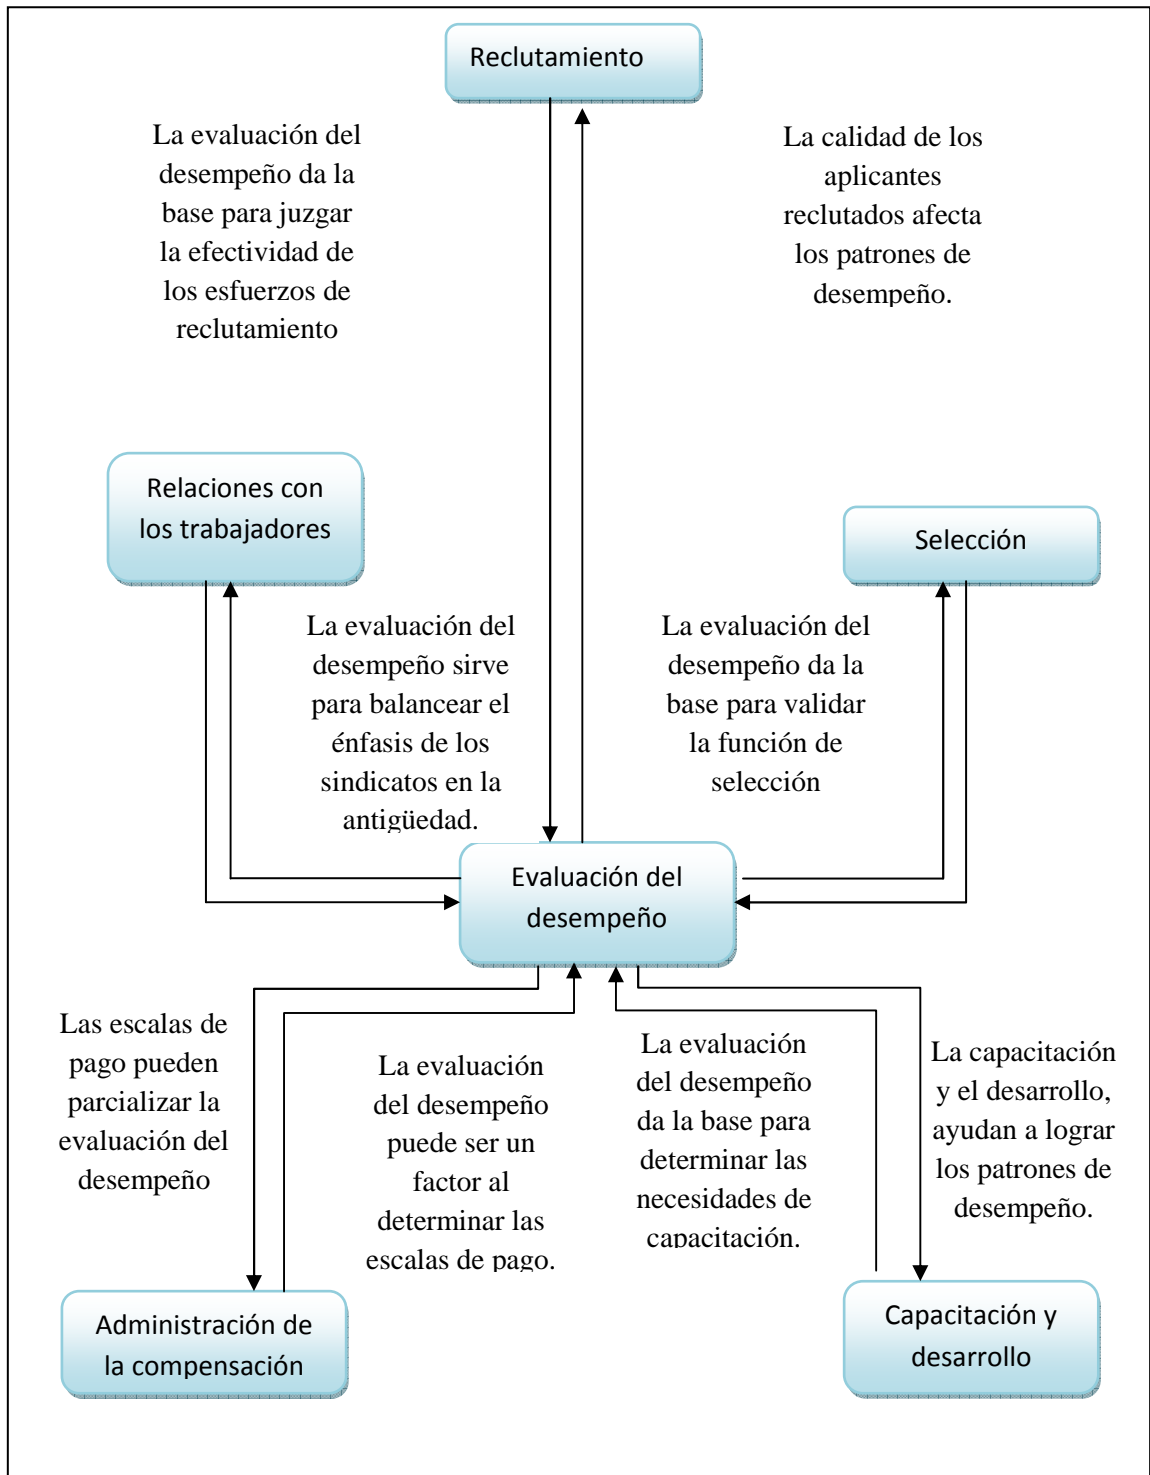 Reclutamiento
La evaluación del
desempeño da la
base para juzgar
la efectividad de
los esfuerzos de
reclutamiento
La calidad de los
aplicantes
reclutados afecta
los patrones de
desempeño.
Relaciones con
los trabajadores
Selección
La evaluación del
desempeño sirve
para balancear el
énfasis de los
sindicatos en la
antigüedad.
La evaluación del
desempeño da la
base para validar
la función de
selección
Evaluación del
desempeño
Las escalas de
pago pueden
parcializar la
evaluación del
desempeño
La evaluación
del desempeño
puede ser un
factor al
determinar las
escalas de pago.
La evaluación
del desempeño
da la base para
determinar las
necesidades de
capacitación.
La capacitación
y el desarrollo,
ayudan a lograr
los patrones de
desempeño.
Administración de
la compensación
Capacitación y
desarrollo